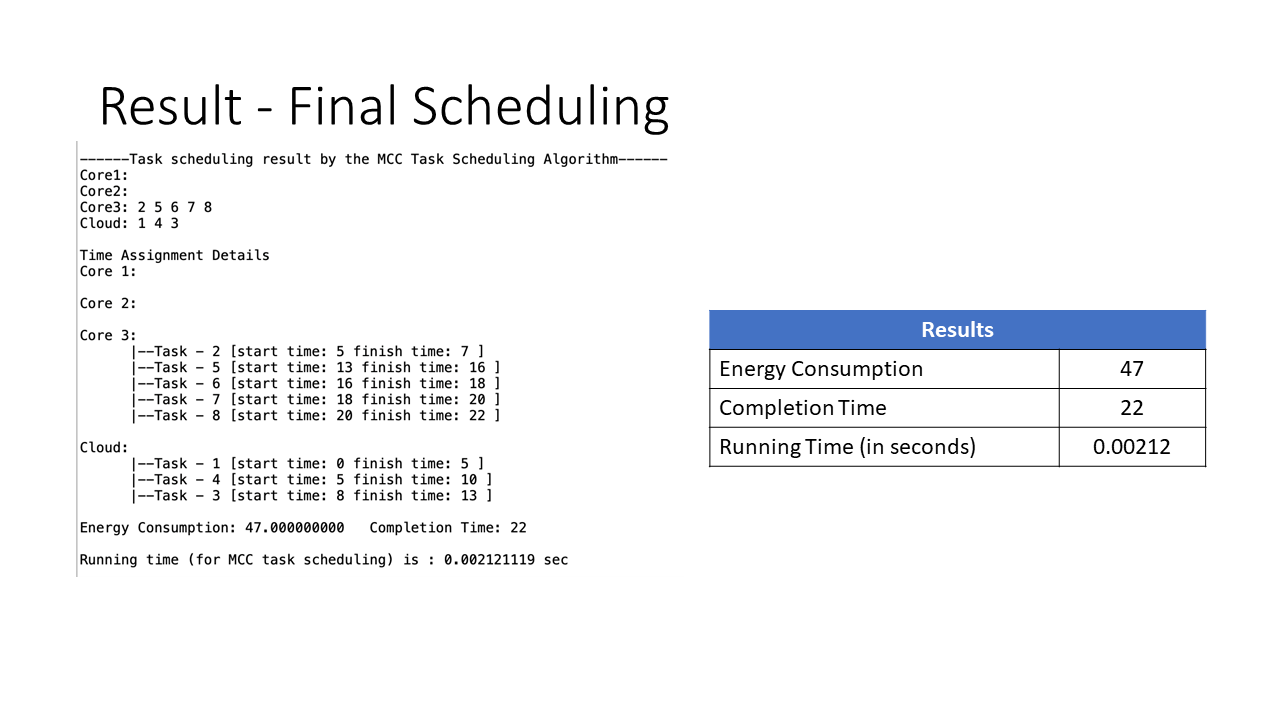 Result - Final Scheduling
------Task scheduling result by the MCC Task Scheduling Algorithm------
Core1:
Core2:
Core3: 2 5 6 7 8
Cloud: 1 4 3
Time Assignment Details
Core 1:
Core 2:
Core 3:
|--Task - 2 [start time: 5 finish time: 7 ]
|--Task - 5 [start time: 13 finish time: 16 ]
|--Task - 6 [start time: 16 finish time: 18 ]
|--Task - 7 [start time: 18 finish time: 20 ]
|--Task - 8 [start time: 20 finish time: 22 ]
Cloud:
|--Task - 1 [start time: 0 finish time: 5 ]
|--Task - 4 [start time: 5 finish time: 10 ]
|--Task - 3 [start time: 8 finish time: 13 ]
Energy Consumption: 47.000000000   Completion Time: 22
Running time (for MCC task scheduling) is : 0.002121119 sec
Results
Energy Consumption 47
Completion Time 22
Running Time (in seconds) 0.00212